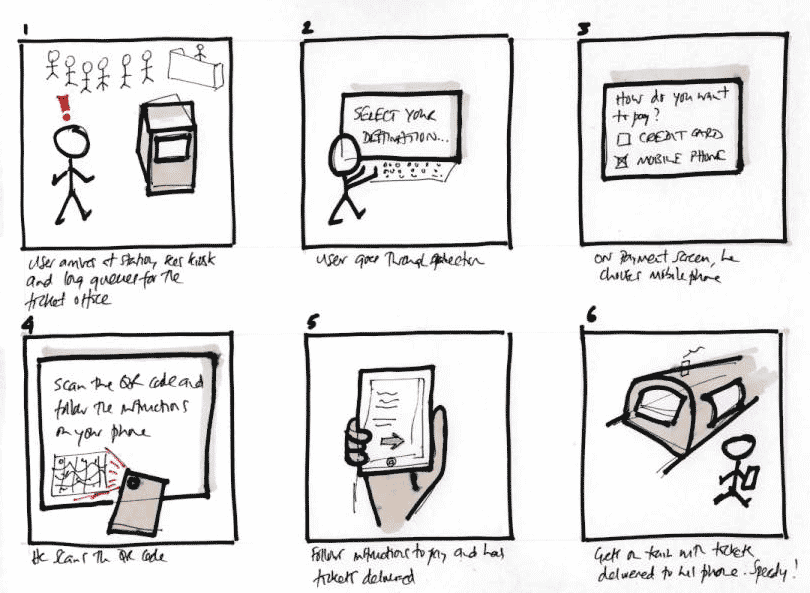 1
!
User arrives at station, sees kiosk
and long queues for the
ticket office
2
SELECT YOUR
DESTINATION...
User goes through selection
3
How do you want
to pay?
CREDIT CARD
MOBILE PHONE
On payment screen, he
chooses mobile phone
4
Scan the QR code and
follow the instructions
on your phone
He scans the QR code
5
Follows instructions to pay and has
tickets delivered
6
Gets on train with tickets
delivered to his phone. Speedy!